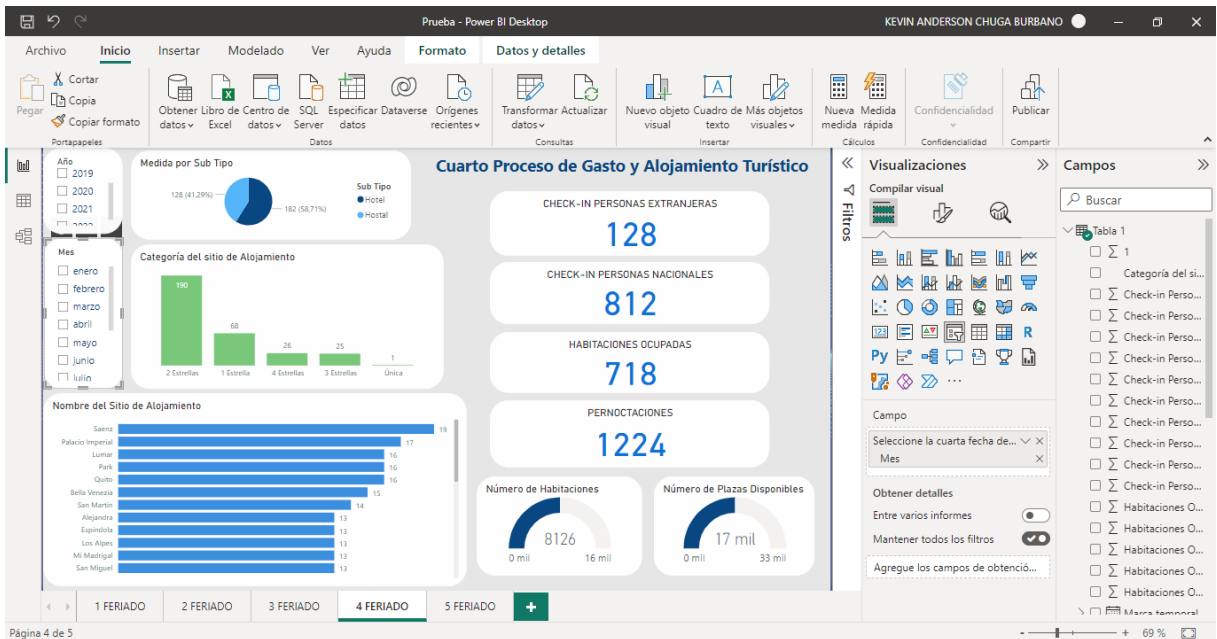 Prueba - Power BI Desktop
KEVIN ANDERSON CHUGA BURBANO
Archivo Inicio Insertar Modelado Ver Ayuda Formato Datos y detalles
Pegar
Cortar
Copia
Copiar formato
Portapapeles
Obtener datos
Libro de Excel
Centro de datos
SQL Server
Especificar datos
Dataverse
Orígenes recientes
Datos
Transformar datos
Actualizar
Consultas
Nuevo objeto visual
Cuadro de texto
Más objetos visuales
Insertar
Nueva medida
Medida rápida
Cálculos
Confidencialidad
Confidencialidad
Publicar
Compartir
Año
2019
2020
2021
2022
Mes
enero
febrero
marzo
abril
mayo
junio
julio
Medida por Sub Tipo
128 (41,29%)
182 (58,71%)
Sub Tipo
Hotel
Hostal
Categoría del sitio de Alojamiento
190
68
26
25
1
2 Estrellas
1 Estrella
4 Estrellas
3 Estrellas
Única
Nombre del Sitio de Alojamiento
Saenz 19
Palacio Imperial 17
Lumar 16
Park 16
Quito 16
Bella Venezia 15
San Martín 14
Alejandra 13
Espíndola 13
Los Alpes 13
Mi Madrigal 13
San Miguel 13
Cuarto Proceso de Gasto y Alojamiento Turístico
CHECK-IN PERSONAS EXTRANJERAS
128
CHECK-IN PERSONAS NACIONALES
812
HABITACIONES OCUPADAS
718
PERNOCTACIONES
1224
Número de Habitaciones
8126
0 mil
16 mil
Número de Plazas Disponibles
17 mil
0 mil
33 mil
Filtros
Visualizaciones
Compilar visual
123
R
Py
Campo
Seleccione la cuarta fecha de...
Mes
Obtener detalles
Entre varios informes
Mantener todos los filtros
Agregue los campos de obtenció...
Campos
Buscar
Tabla 1
∑ 1
Categoría del si...
∑ Check-in Perso...
∑ Check-in Perso...
∑ Check-in Perso...
∑ Check-in Perso...
∑ Check-in Perso...
∑ Check-in Perso...
∑ Check-in Perso...
∑ Check-in Perso...
∑ Check-in Perso...
∑ Check-in Perso...
∑ Habitaciones O...
∑ Habitaciones O...
∑ Habitaciones O...
∑ Habitaciones O...
∑ Habitaciones O...
Marca temporal
1 FERIADO 2 FERIADO 3 FERIADO 4 FERIADO 5 FERIADO
Página 4 de 5
69 %